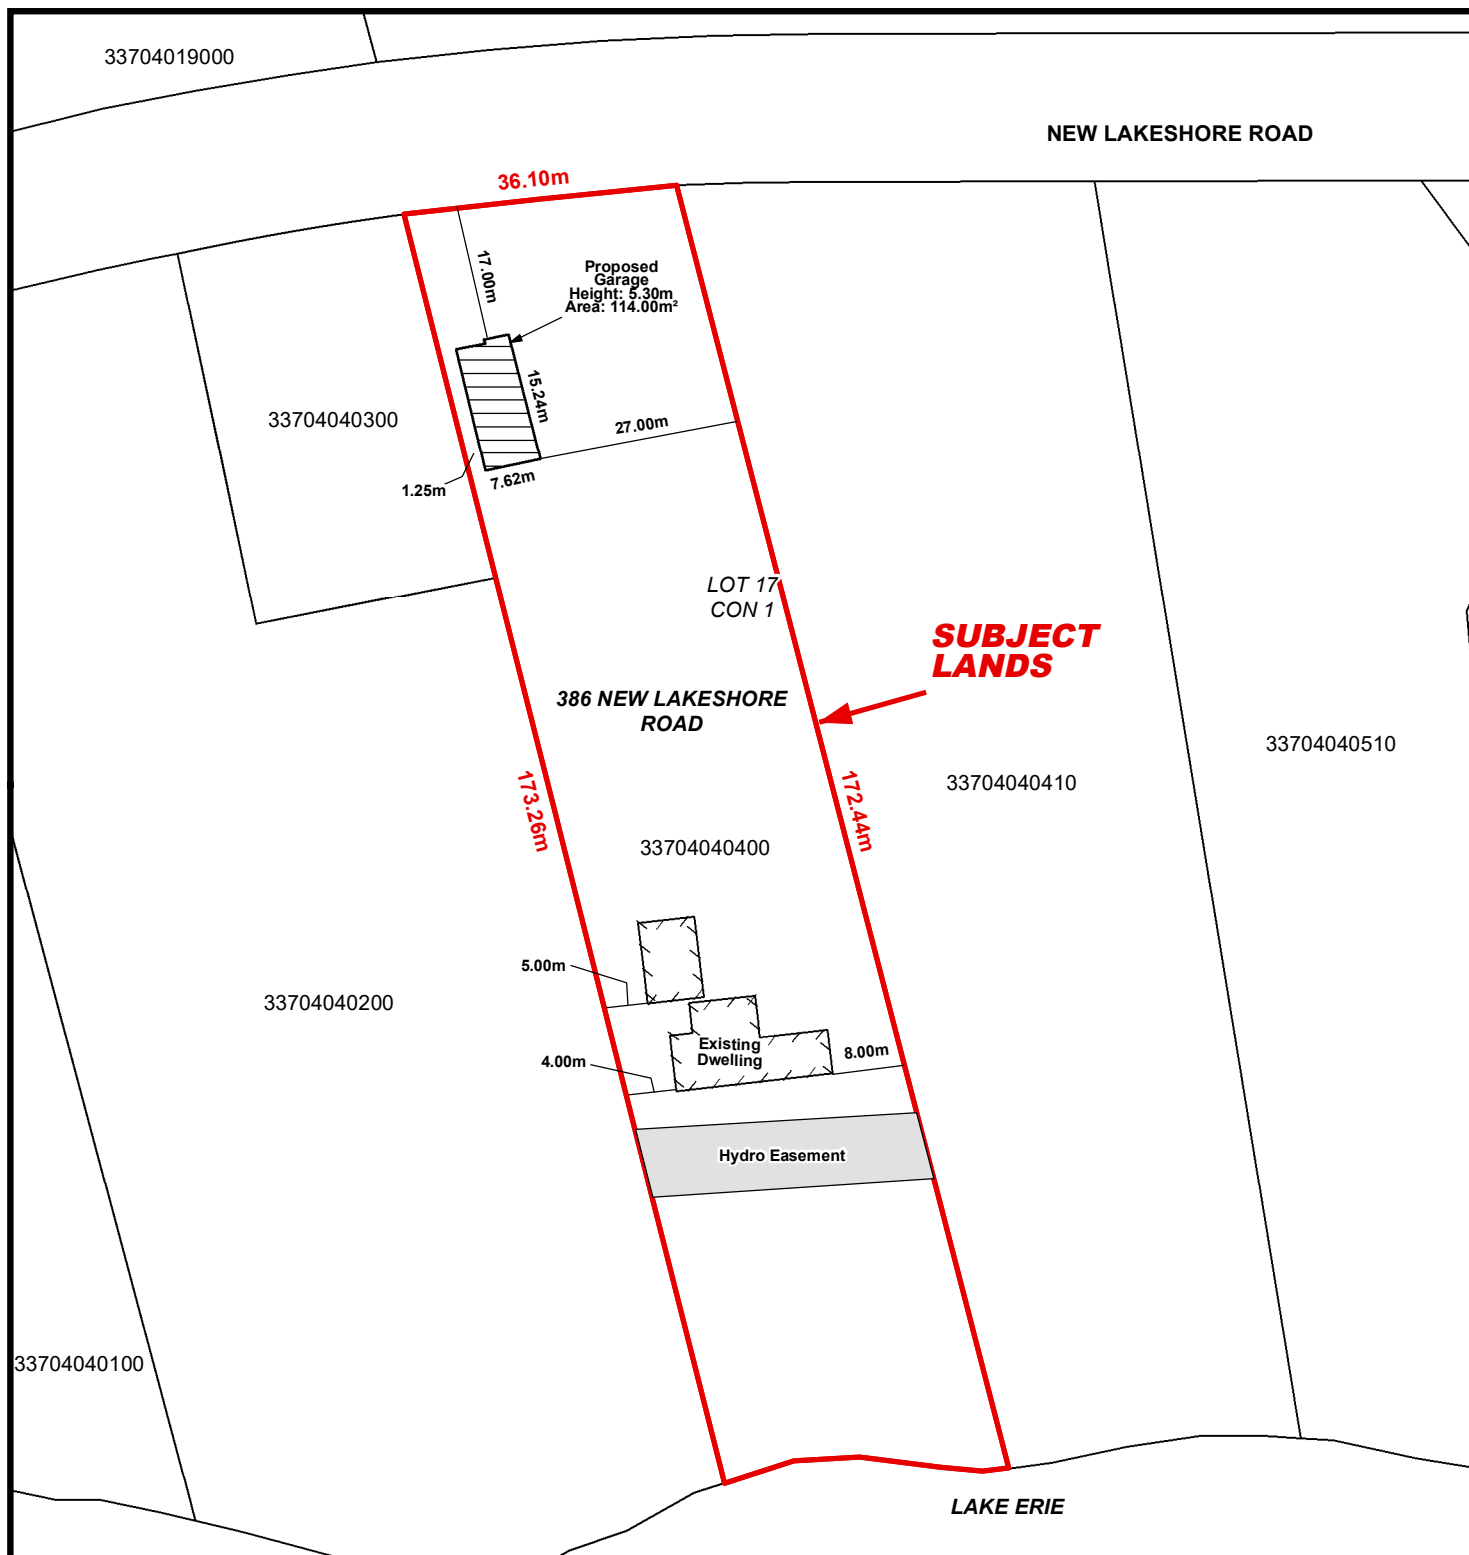 33704019000
NEW LAKESHORE ROAD
36.10m
17.00m
Proposed
Garage
Height: 5.30m
Area: 114.00m²
15.24m
33704040300
27.00m
7.62m
1.25m
LOT 17
CON 1
SUBJECT
LANDS
386 NEW LAKESHORE
ROAD
33704040510
33704040410
173.26m
172.44m
33704040400
5.00m
33704040200
Existing
Dwelling
8.00m
4.00m
Hydro Easement
33704040100
LAKE ERIE